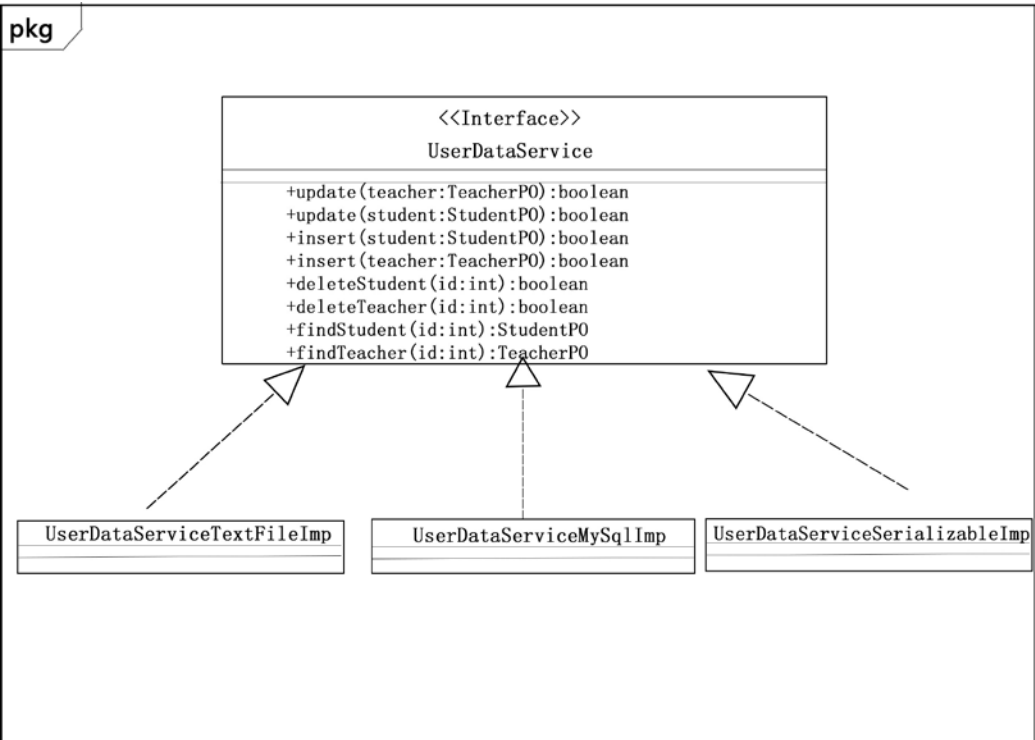 pkg
<<Interface>>
UserDataService
+update(teacher:TeacherPO):boolean
+update(student:StudentPO):boolean
+insert(student:StudentPO):boolean
+insert(teacher:TeacherPO):boolean
+deleteStudent(id:int):boolean
+deleteTeacher(id:int):boolean
+findStudent(id:int):StudentPO
+findTeacher(id:int):TeacherPO
UserDataServiceTextFileImp
UserDataServiceMySqlImp
UserDataServiceSerializableImp